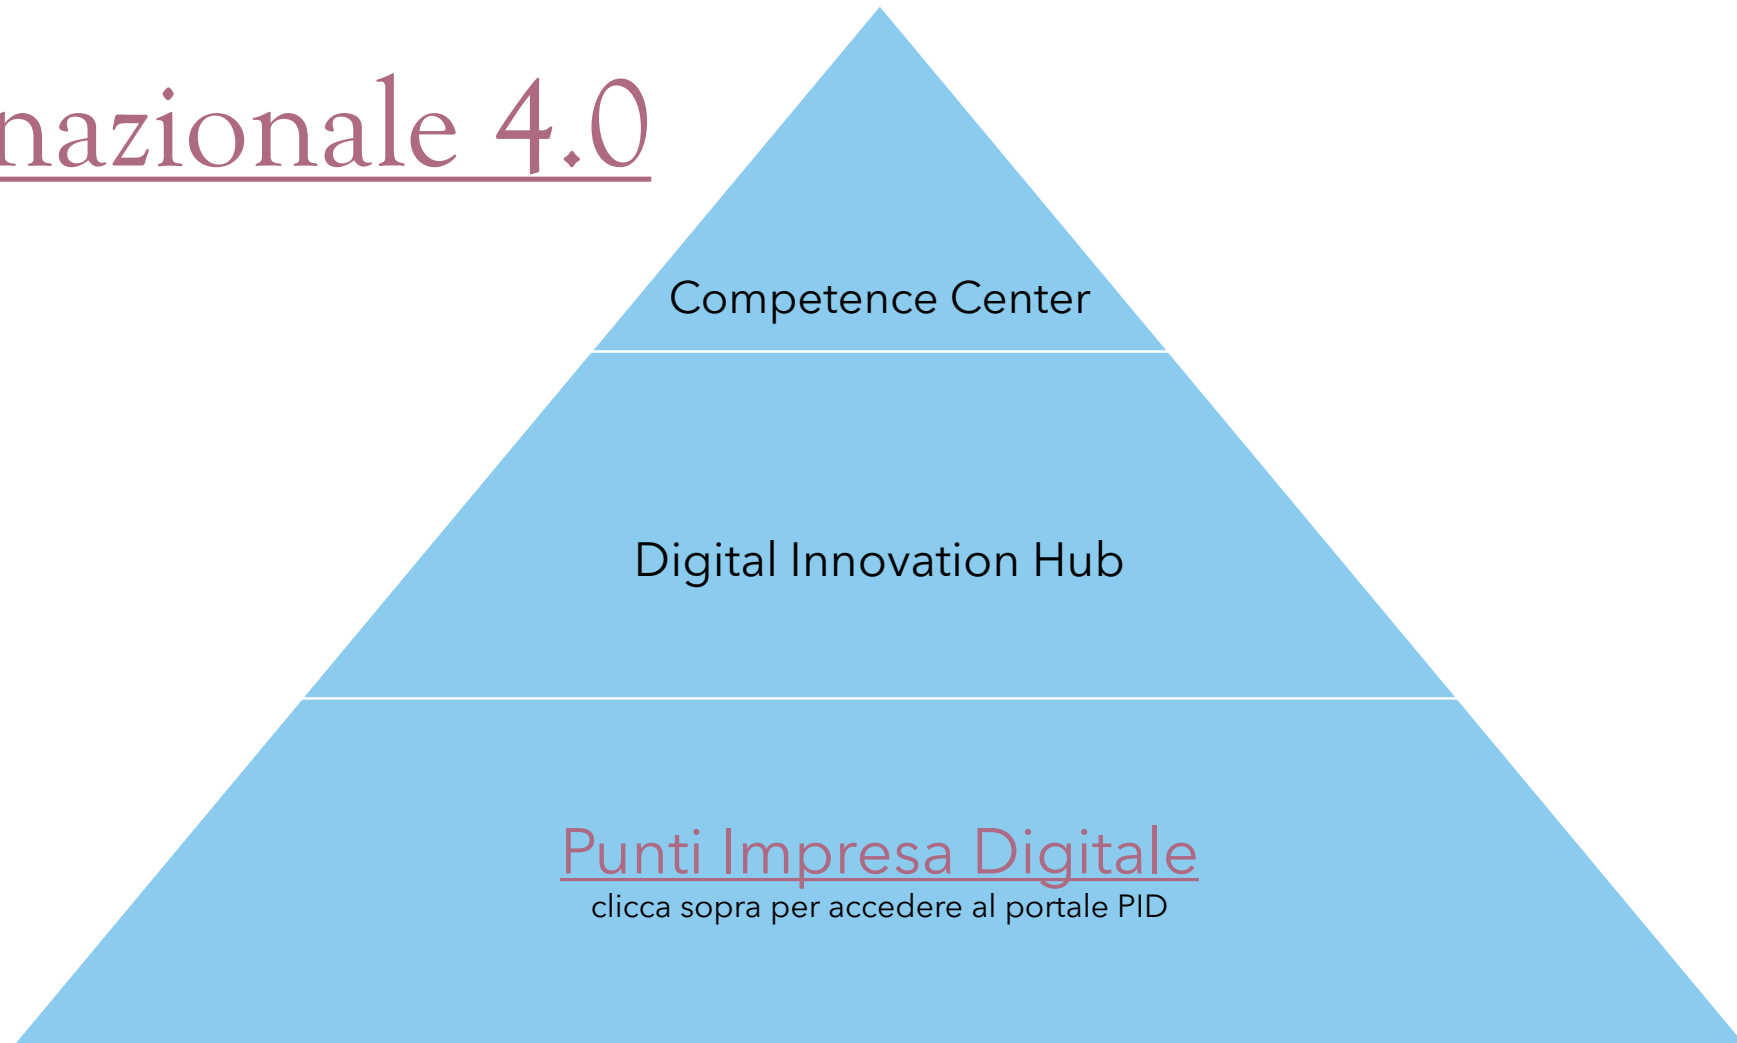 nazionale 4.0
Competence Center
Digital Innovation Hub
Punti Impresa Digitale
clicca sopra per accedere al portale PID